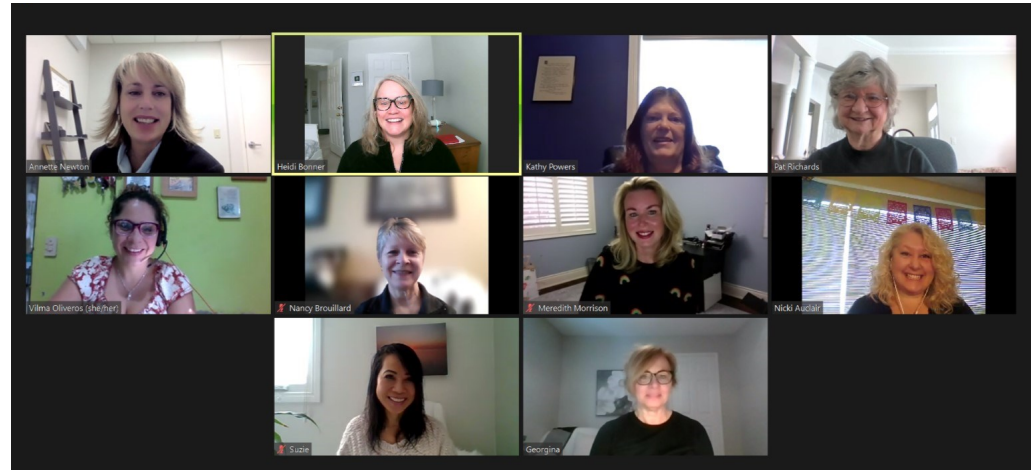 Annette Newton
Heidi Bonner
Kathy Powers
Pat Richards
Vilma Oliveros (she/her)
Nancy Brouillard
Meredith Morrison
Nicki Auclair
Suzie
Georgina